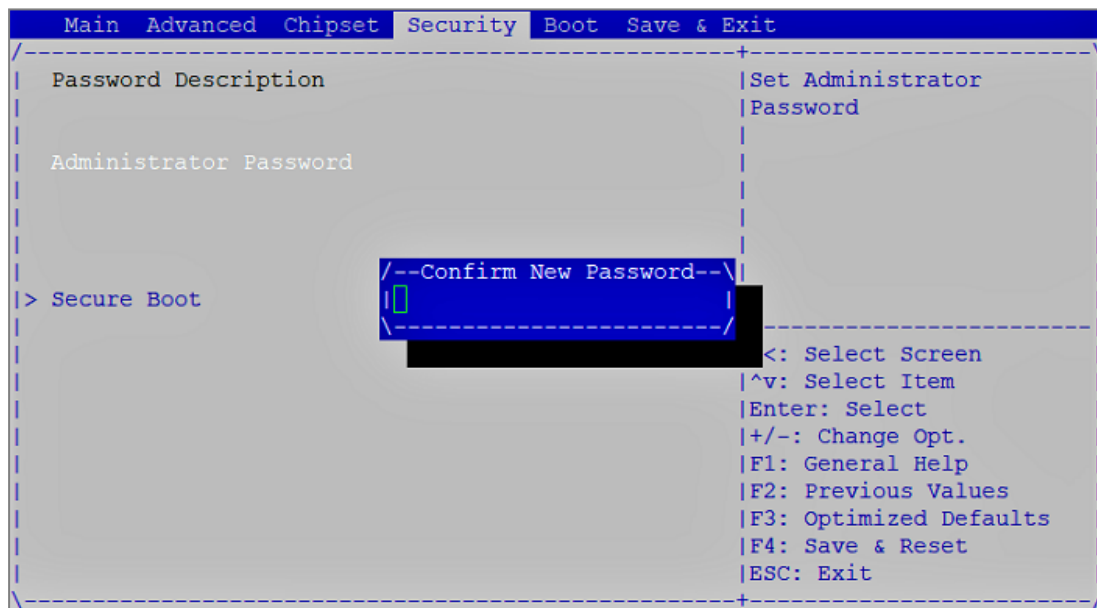 Main Advanced Chipset Security Boot Save & Exit
Password Description
Administrator Password
> Secure Boot
Confirm New Password
Set Administrator
Password
<: Select Screen
^v: Select Item
Enter: Select
+/-: Change Opt.
F1: General Help
F2: Previous Values
F3: Optimized Defaults
F4: Save & Reset
ESC: Exit